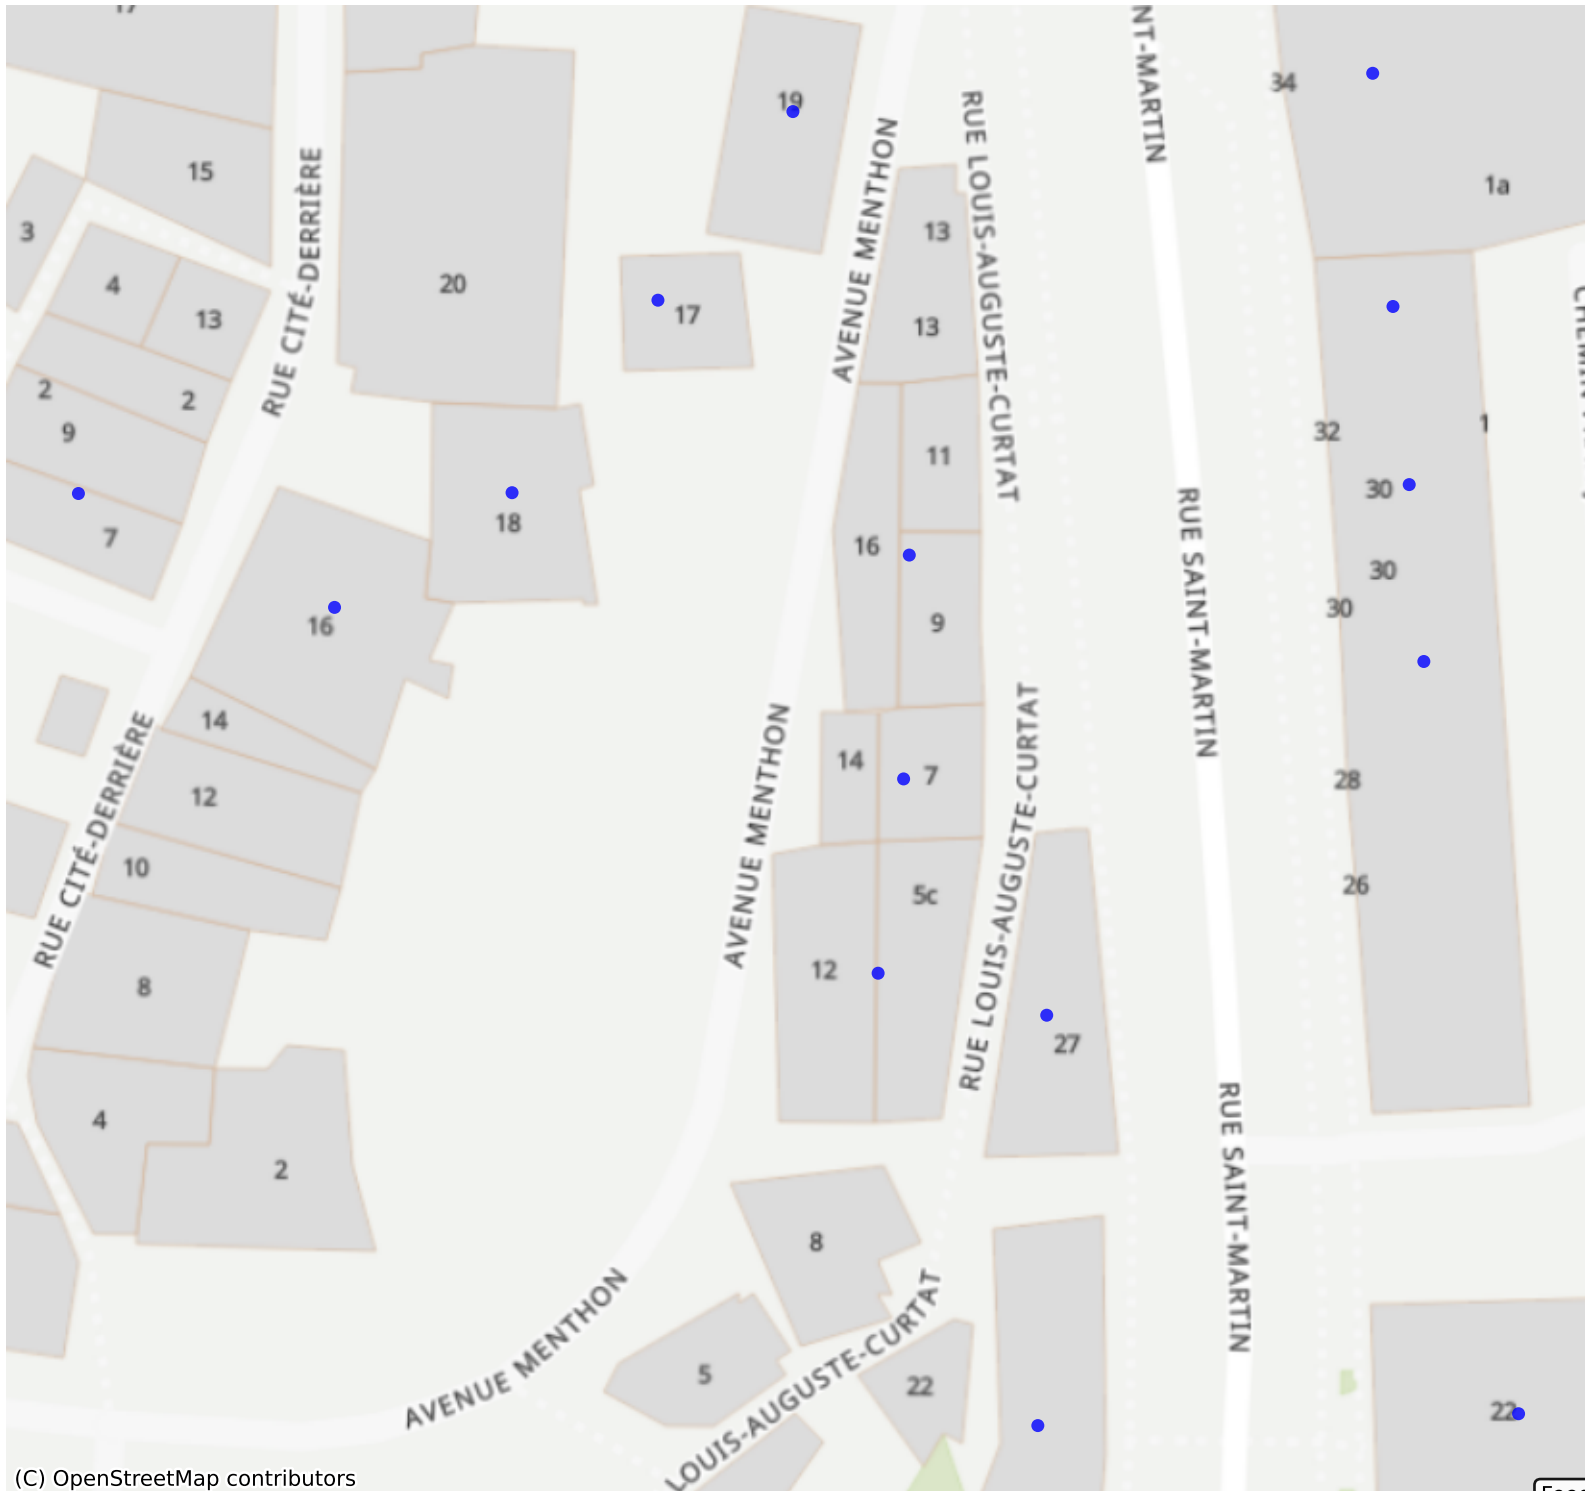 17
19
34
15
1a
3
13
4
20
13
17
13
2
2
32
1
9
11
30
18
7
16
30
30
16
9
14
14
7
28
12
10
5c
26
8
12
27
4
2
8
5
22
22
RUE CITÉ-DERRIÈRE
RUE CITÉ-DERRIÈRE
AVENUE MENTHON
AVENUE MENTHON
AVENUE MENTHON
RUE LOUIS-AUGUSTE-CURTAT
RUE LOUIS-AUGUSTE-CURTAT
LOUIS-AUGUSTE-CURTAT
NT-MARTIN
RUE SAINT-MARTIN
RUE SAINT-MARTIN
(C) OpenStreetMap contributors